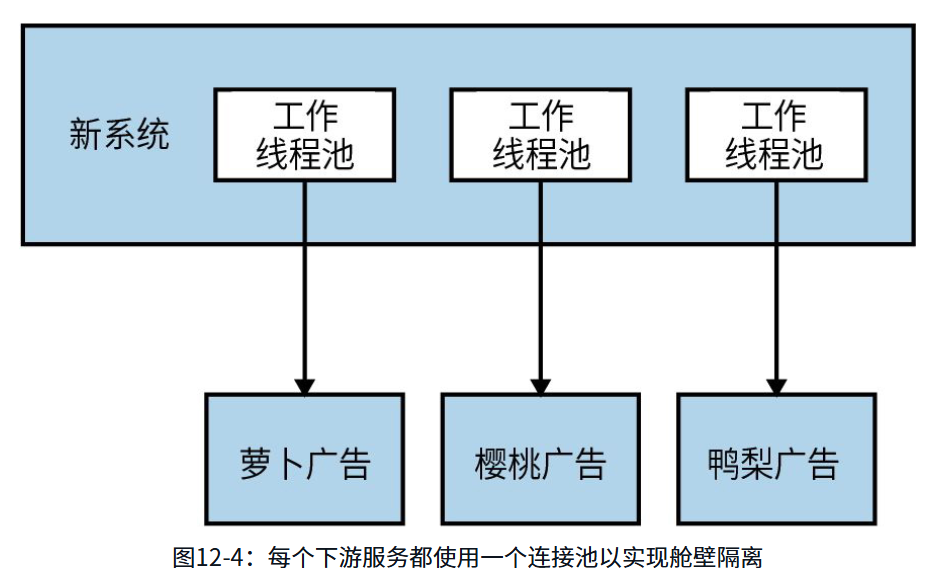 新系统
工作
线程池
工作
线程池
工作
线程池
萝卜广告
樱桃广告
鸭梨广告
图12-4：每个下游服务都使用一个连接池以实现舱壁隔离